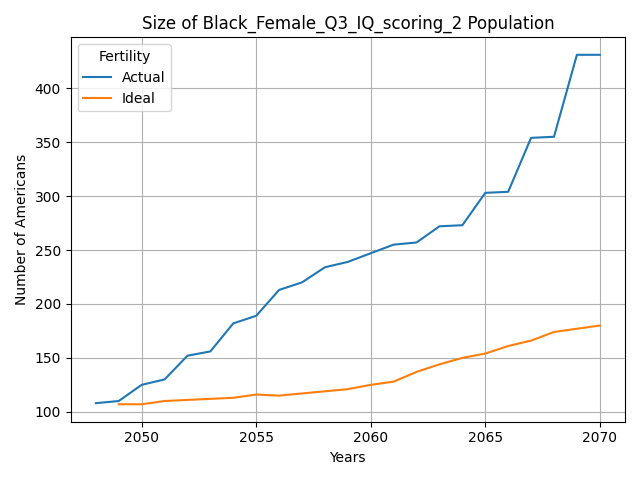 Size of Black_Female_Q3_IQ_scoring_2 Population
Fertility
Actual
Ideal
Number of Americans
400
350
300
250
200
150
100
2050 2055 2060 2065 2070
Years